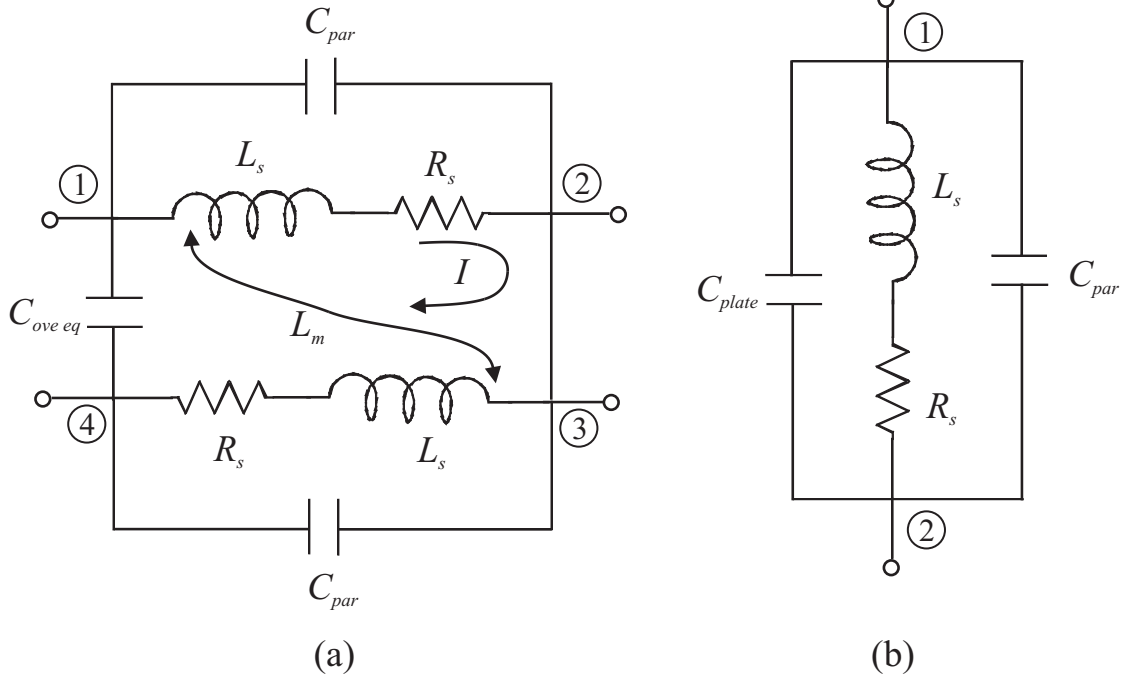 C_par
L_s
R_s
①
②
I
C_ove eq
L_m
④
③
R_s
L_s
C_par
(a)
①
L_s
C_plate
C_par
R_s
②
(b)